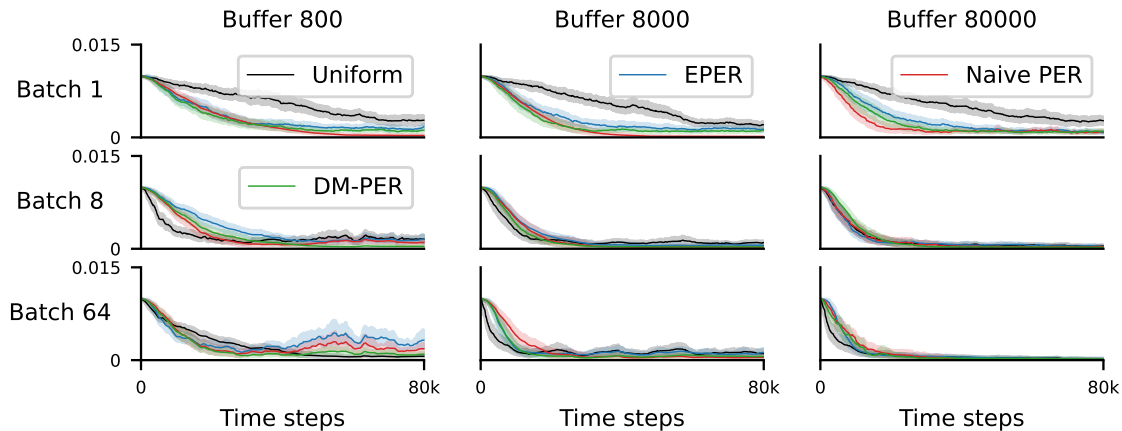 Buffer 800
Buffer 8000
Buffer 80000
0.015
Batch 1
0
Uniform
EPER
Naive PER
0.015
Batch 8
0
DM-PER
0.015
Batch 64
0
0
80k
0
80k
0
80k
Time steps
Time steps
Time steps